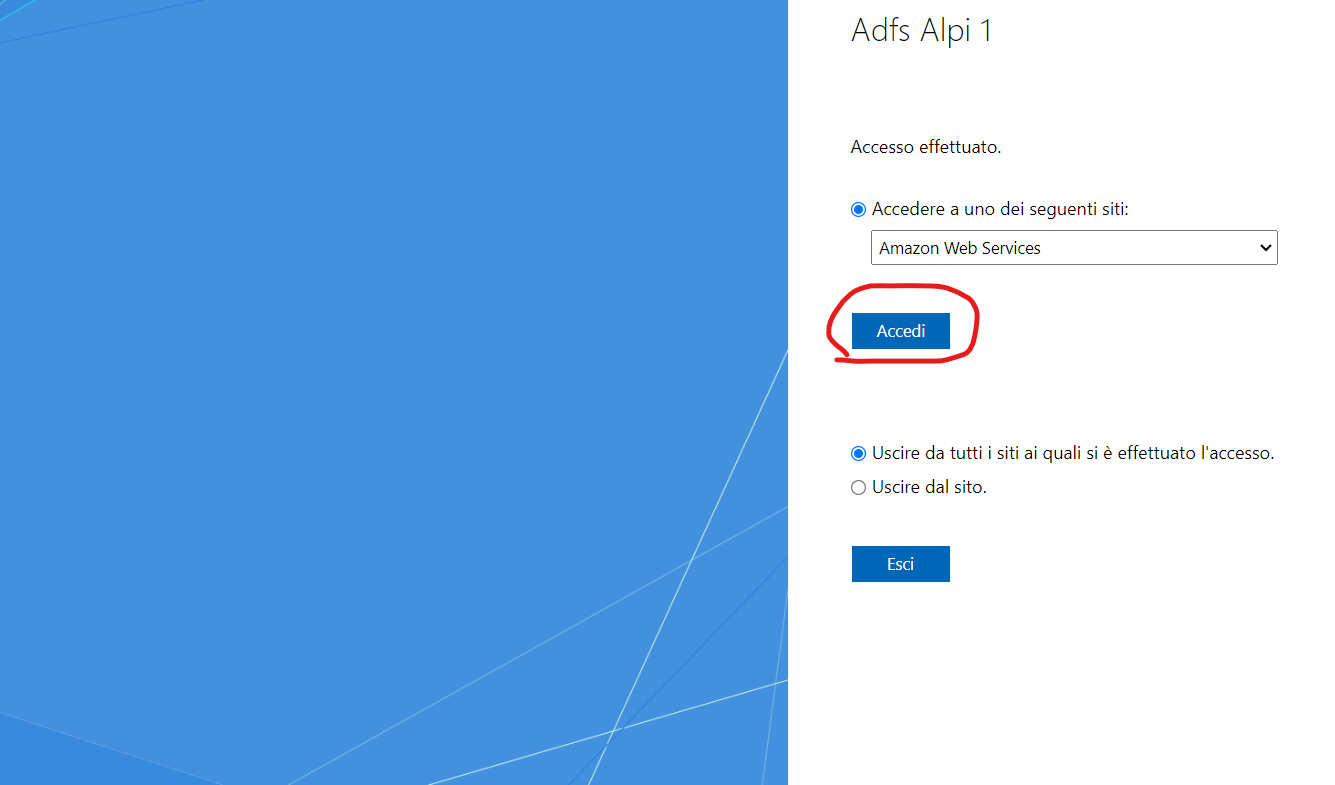 Adfs Alpi 1
Accesso effettuato.
Accedere a uno dei seguenti siti:
Amazon Web Services
Accedi
Uscire da tutti i siti ai quali si è effettuato l'accesso.
Uscire dal sito.
Esci